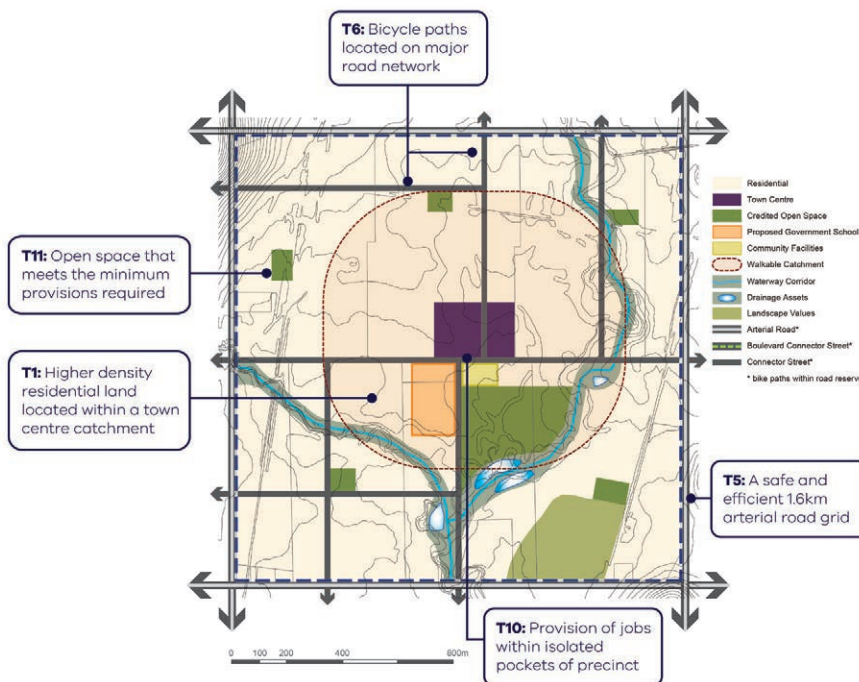 T6: Bicycle paths
located on major
road network
T11: Open space that
meets the minimum
provisions required
T1: Higher density
residential land
located within a town
centre catchment
Residential
Town Centre
Credited Open Space
Proposed Government School
Community Facilities
Walkable Catchment
Waterway Corridor
Drainage Assets
Landscape Values
Arterial Road*
Boulevard Connector Street*
Connector Street*
* bike paths within road reserve
T5: A safe and
efficient 1.6km
arterial road grid
T10: Provision of jobs
within isolated
pockets of precinct
0 100 200 400 800m